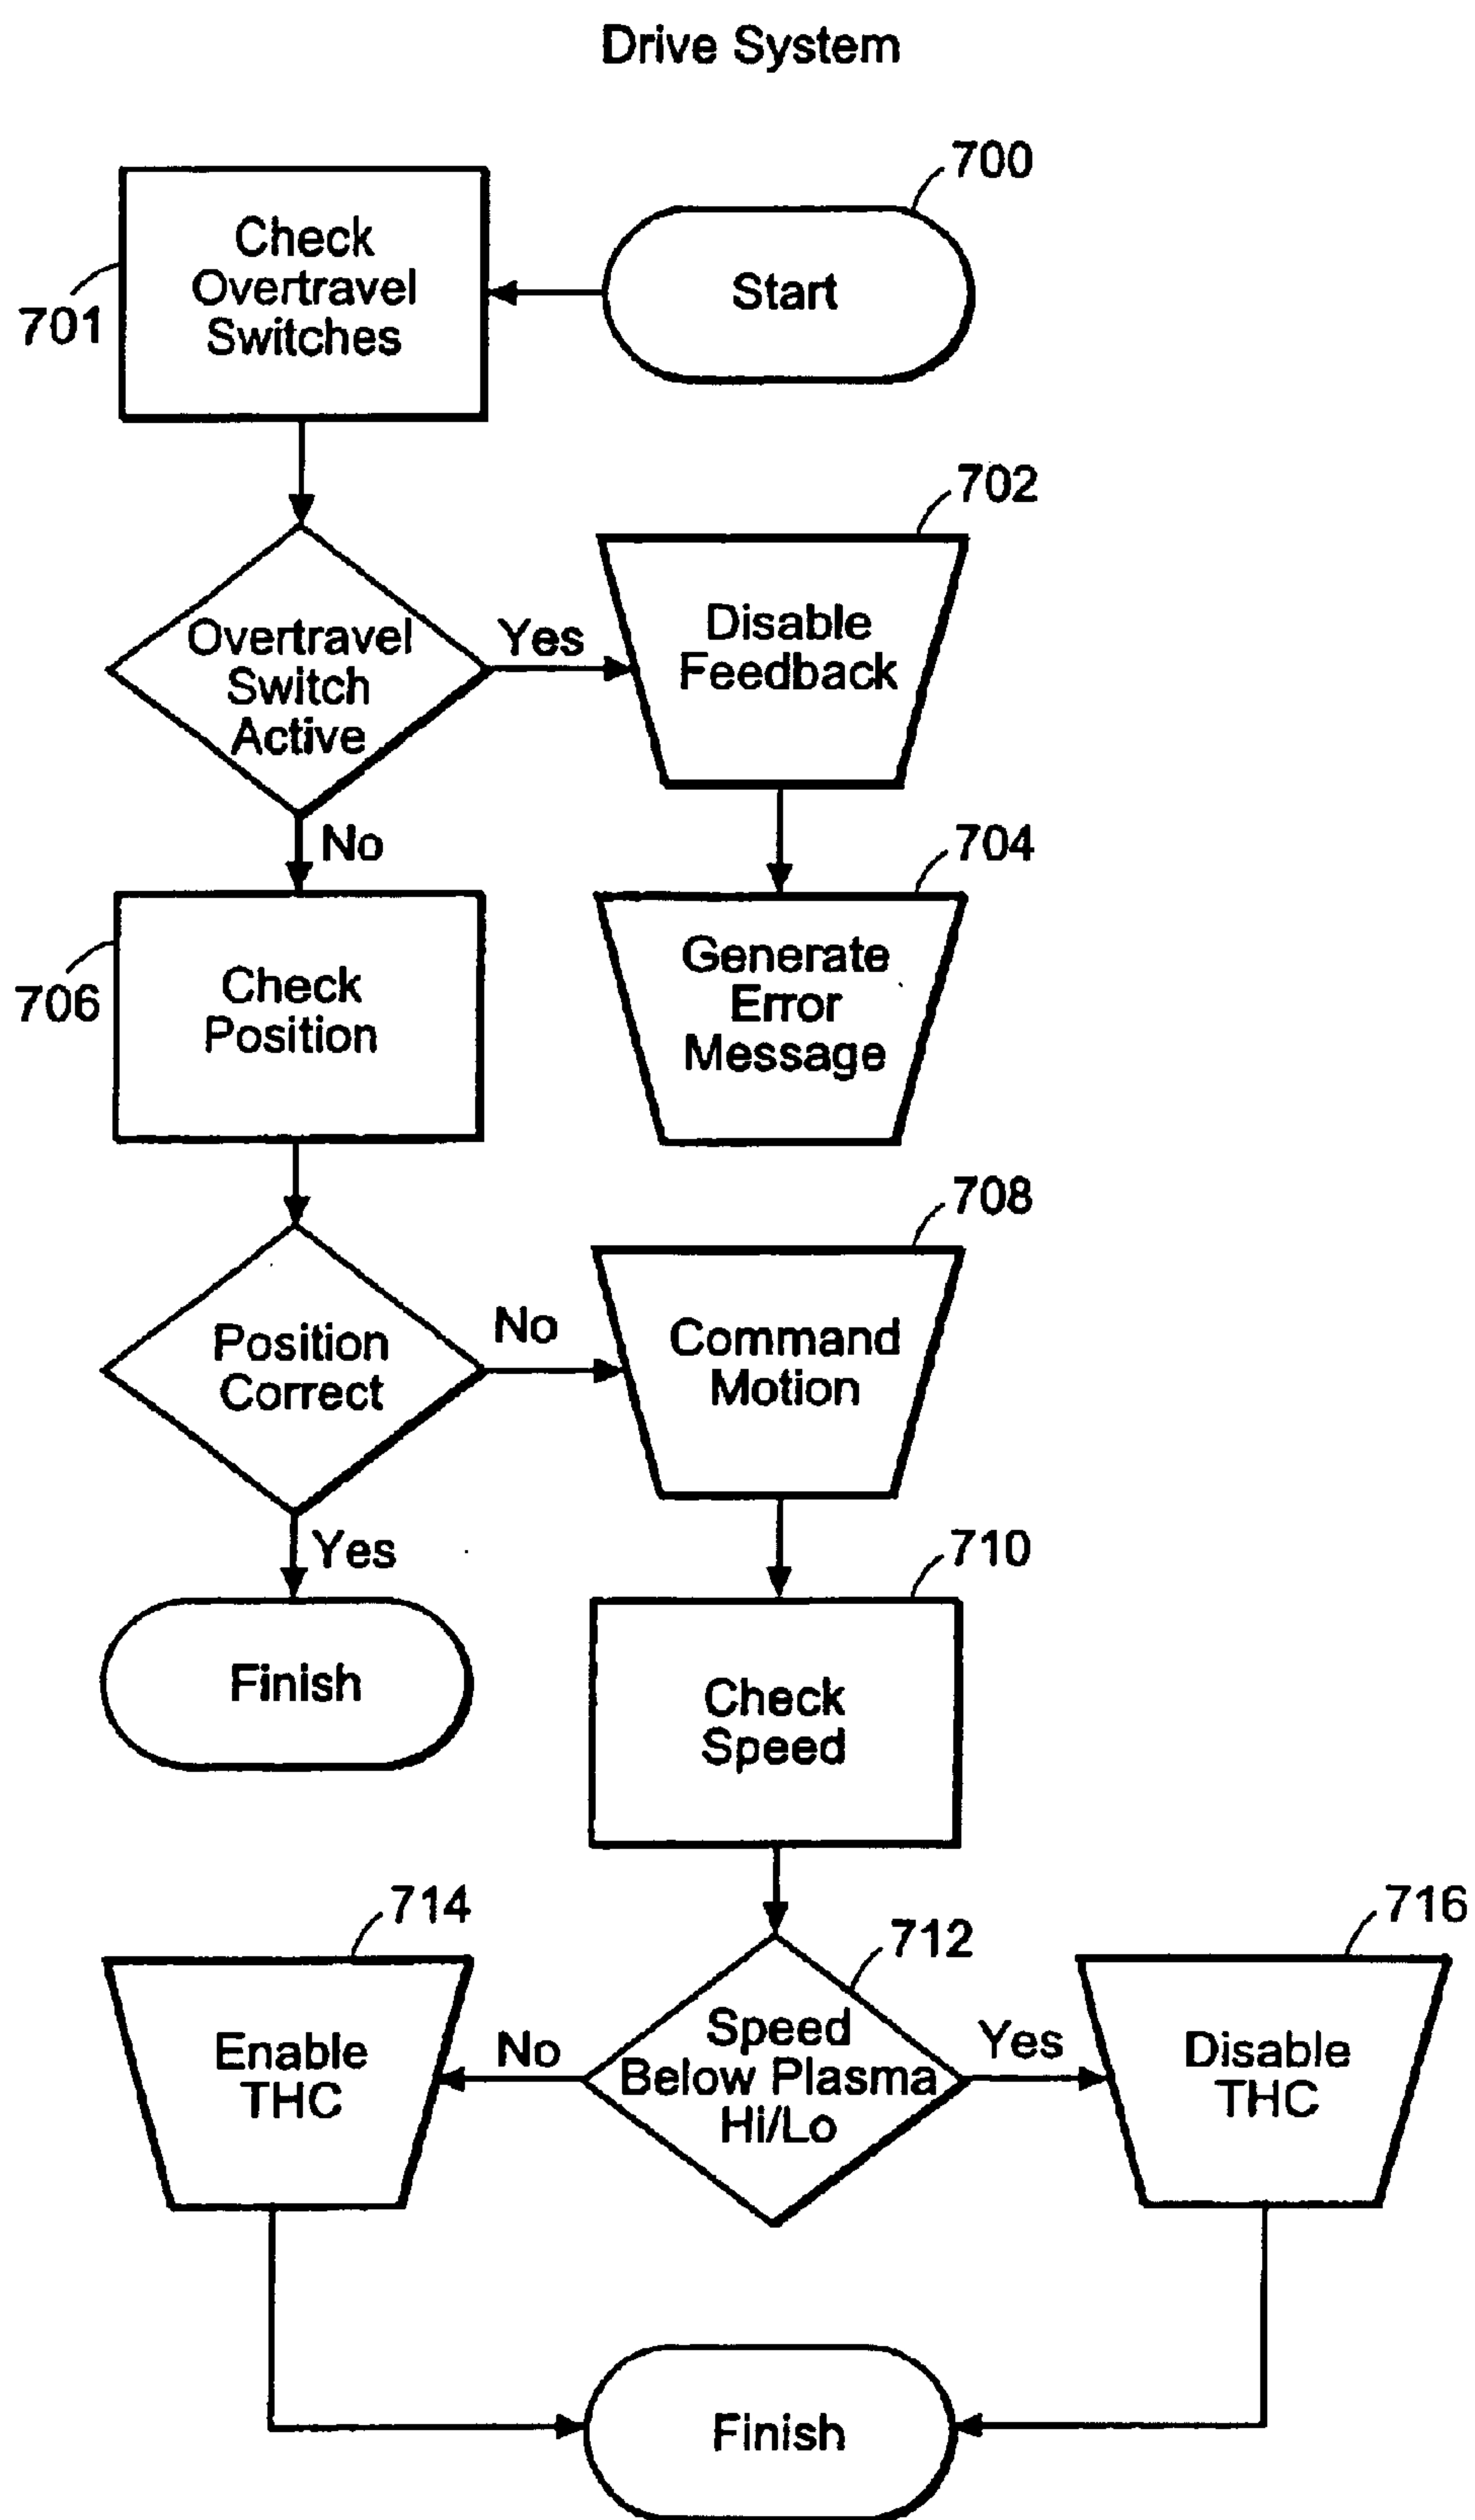 Drive System
700
Check
Overtravel
Switches
Start
701
702
Overtravel
Switch
Active
Yes
Disable
Feedback
No
704
706
Check
Position
Generate
Error
Message
708
Position
Correct
No
Command
Motion
Yes
710
Finish
Check
Speed
714
712
716
Enable
THC
No
Speed
Below Plasma
Hi/Lo
Yes
Disable
THC
Finish